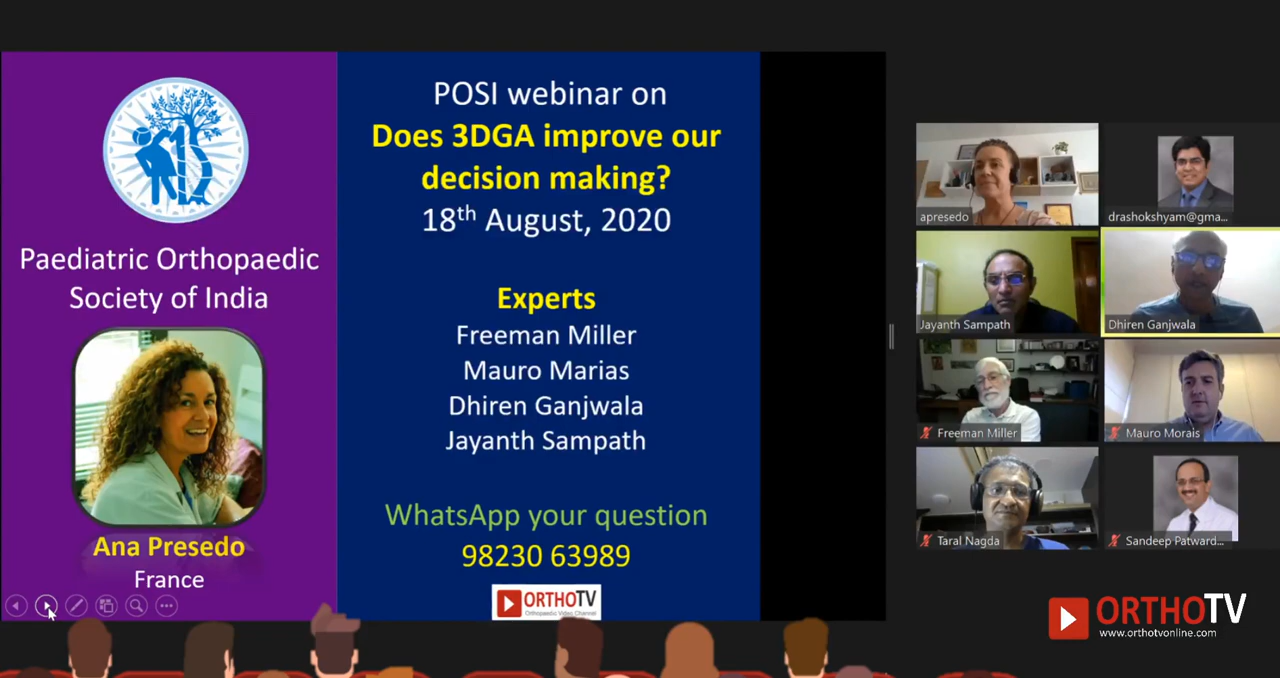 POSI webinar on
Does 3DGA improve our
decision making?
18th August, 2020
Experts
Freeman Miller
Mauro Marias
Dhiren Ganjwala
Jayanth Sampath
WhatsApp your question
98230 63989
ORTHOTV
Orthopaedic Video Channel
Paediatric Orthopaedic
Society of India
Ana Presedo
France
apresedo
drashokshyam@gma...
Jayanth Sampath
Dhiren Ganjwala
Freeman Miller
Mauro Morais
Taral Nagda
Sandeep Patward...
ORTHOTV
www.orthotvonline.com